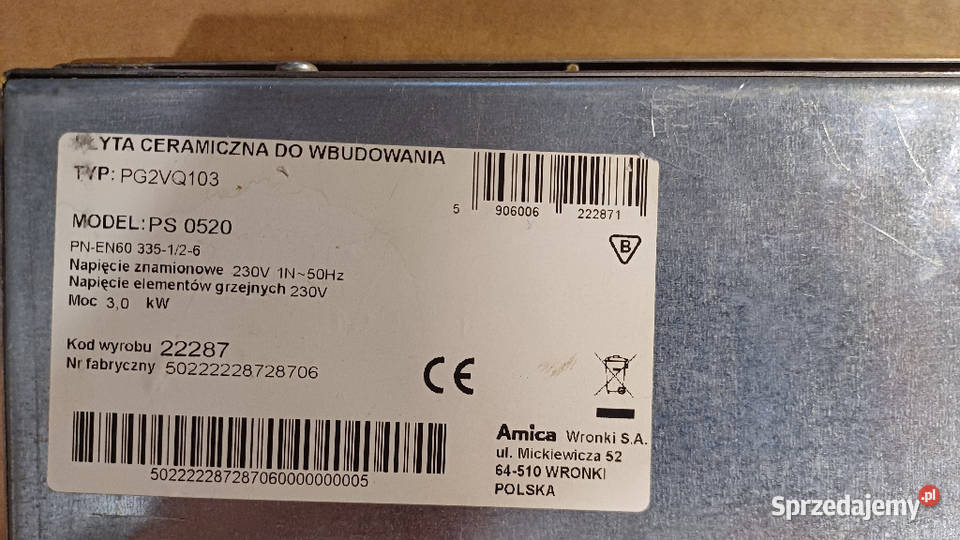 PŁYTA CERAMICZNA DO WBUDOWANIA
TYP: PG2VQ103
MODEL: PS 0520
PN-EN60 335-1/2-6
Napięcie znamionowe 230V 1N~50Hz
Napięcie elementów grzejnych 230V
Moc 3,0 kW
Kod wyrobu 22287
Nr fabryczny 50222228728706
5022222872870600000000005
5 906006 222871
B
CE
Amica Wronki S.A.
ul. Mickiewicza 52
64-510 WRONKI
POLSKA
Sprzedajemy.pl